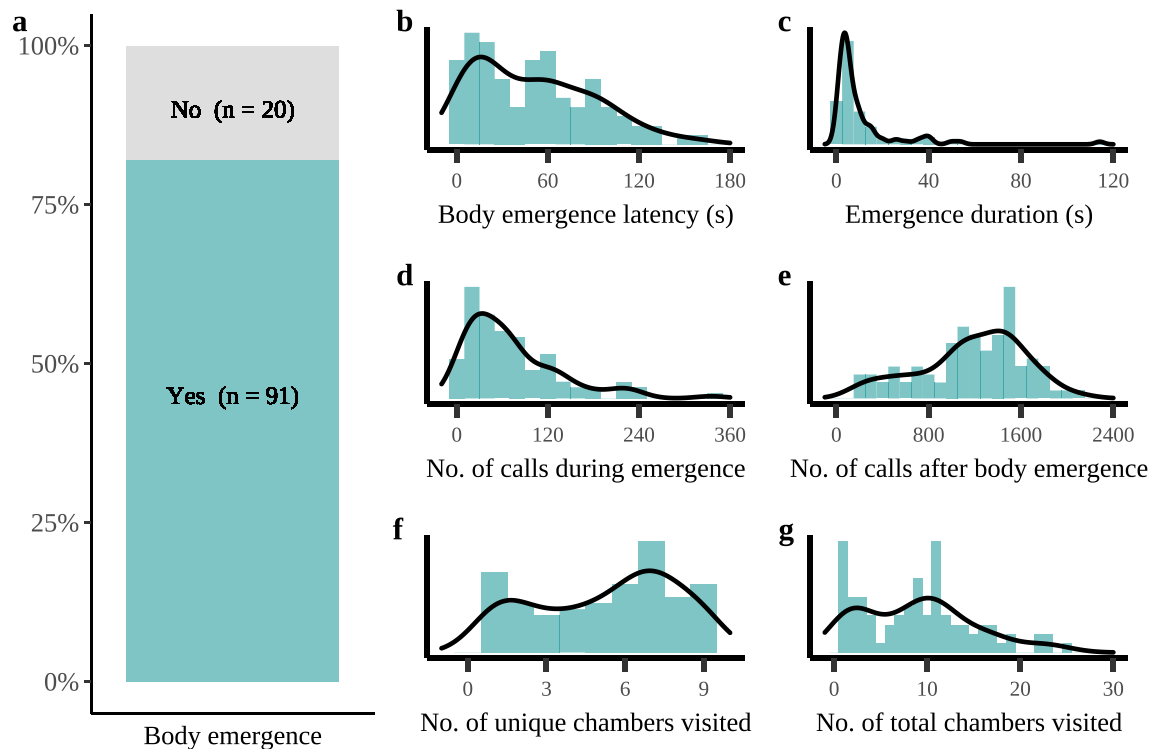 a
100%
75%
50%
25%
0%
No (n = 20)
Yes (n = 91)
Body emergence
b
0 60 120 180
Body emergence latency (s)
c
0 40 80 120
Emergence duration (s)
d
0 120 240 360
No. of calls during emergence
e
0 800 1600 2400
No. of calls after body emergence
f
0 3 6 9
No. of unique chambers visited
g
0 10 20 30
No. of total chambers visited